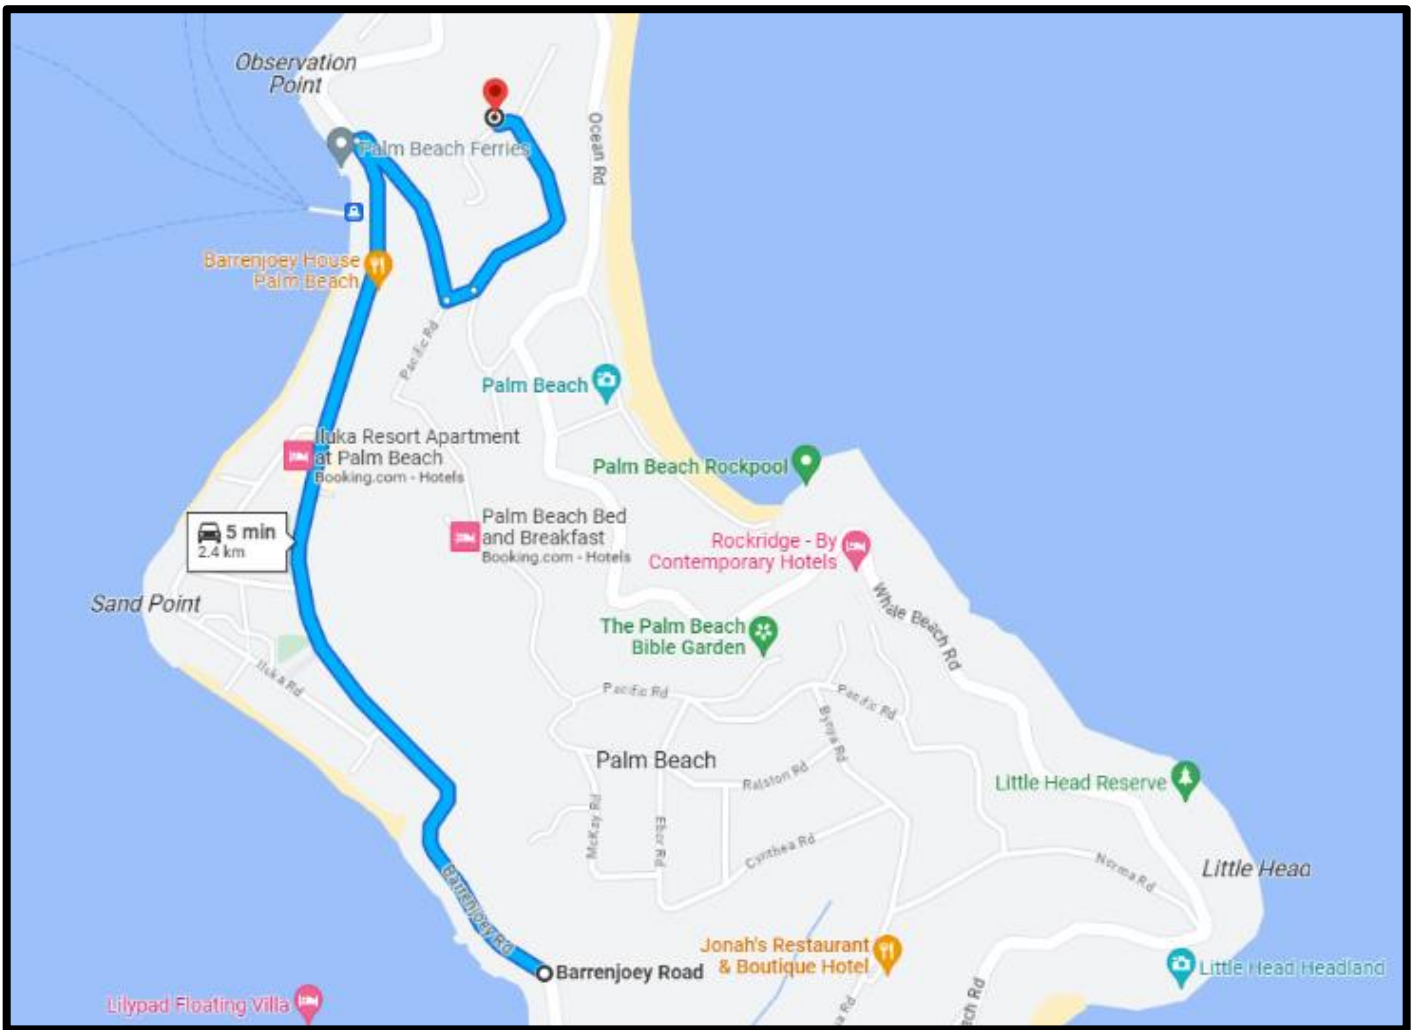 Observation
Point
Palm Beach Ferries
Ocean Rd
Barrenjoey House
Palm Beach
Pacific Rd
Palm Beach
Iluka Resort Apartment
at Palm Beach
Booking.com - Hotels
Palm Beach Rockpool
Palm Beach Bed
and Breakfast
Booking.com - Hotels
5 min
2.4 km
Rockridge - By
Contemporary Hotels
Sand Point
Whale Beach Rd
The Palm Beach
Bible Garden
Iluka Rd
Pacific Rd
Pacific Rd
Bynya Rd
Palm Beach
Ralston Rd
Little Head Reserve
McKay Rd
Ebor Rd
Cynthea Rd
Norma Rd
Little Head
Barrenjoey Rd
Jonah's Restaurant
& Boutique Hotel
Barrenjoey Road
Little Head Headland
Lilypad Floating Villa
a Rd
ach Rd